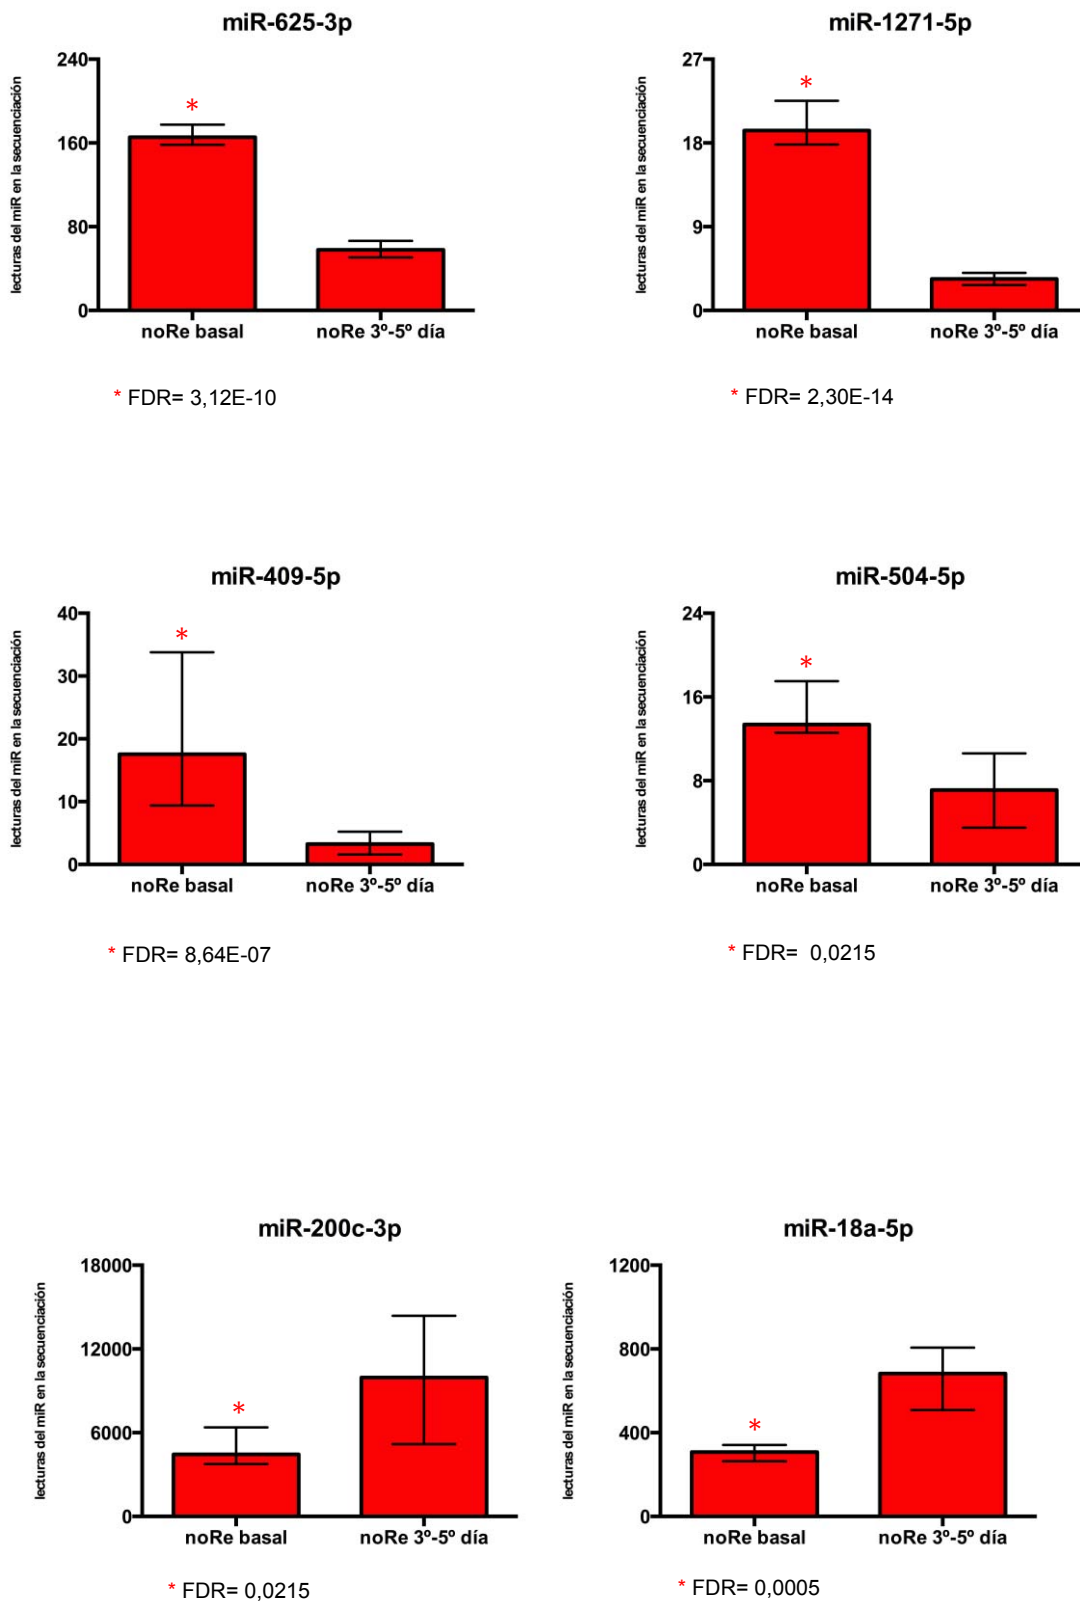 miR-625-3p
lecturas del miR en la secuenciación
240
160
80
0
*
noRe basal
noRe 3º-5º día
* FDR= 3,12E-10
miR-1271-5p
lecturas del miR en la secuenciación
27
18
9
0
*
noRe basal
noRe 3º-5º día
* FDR= 2,30E-14
miR-409-5p
lecturas del miR en la secuenciación
40
30
20
10
0
*
noRe basal
noRe 3º-5º día
* FDR= 8,64E-07
miR-504-5p
lecturas del miR en la secuenciación
24
16
8
0
*
noRe basal
noRe 3º-5º día
* FDR= 0,0215
miR-200c-3p
lecturas del miR en la secuenciación
18000
12000
6000
0
*
noRe basal
noRe 3º-5º día
* FDR= 0,0215
miR-18a-5p
lecturas del miR en la secuenciación
1200
800
400
0
*
noRe basal
noRe 3º-5º día
* FDR= 0,0005